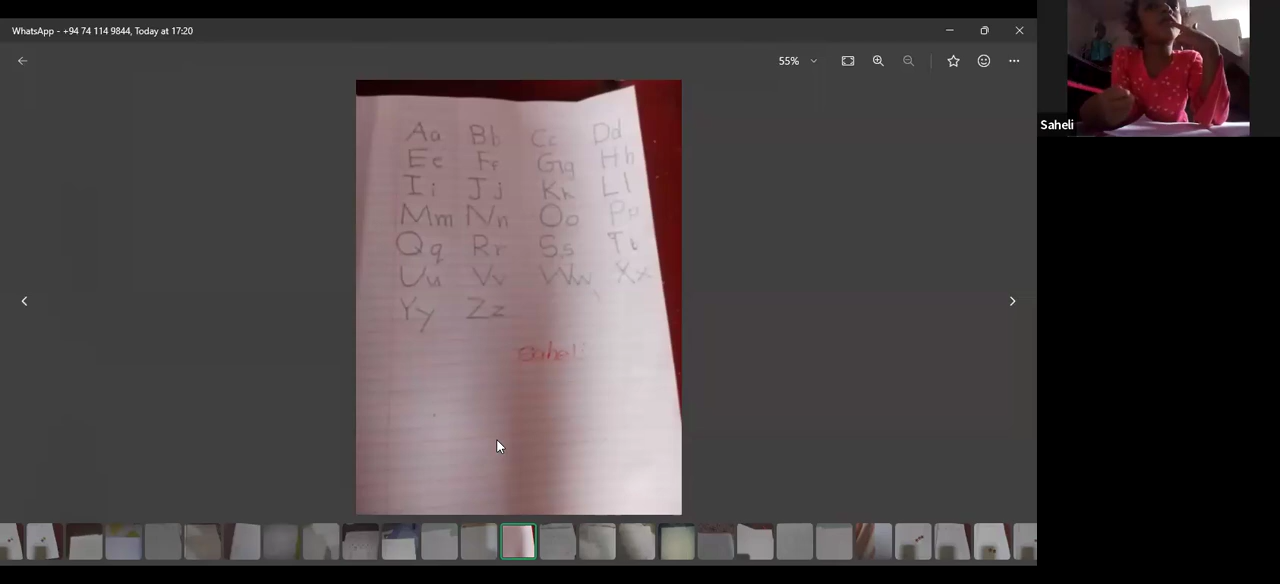 WhatsApp - +94 74 114 9844, Today at 17:20
55%
Saheli
Aa Bb Cc Dd
Ee Ff Gg Hh
Ii Jj Kk Ll
Mm Nn Oo Pp
Qq Rr Ss Tt
Uu Vv Ww Xx
Yy Zz
Saheli